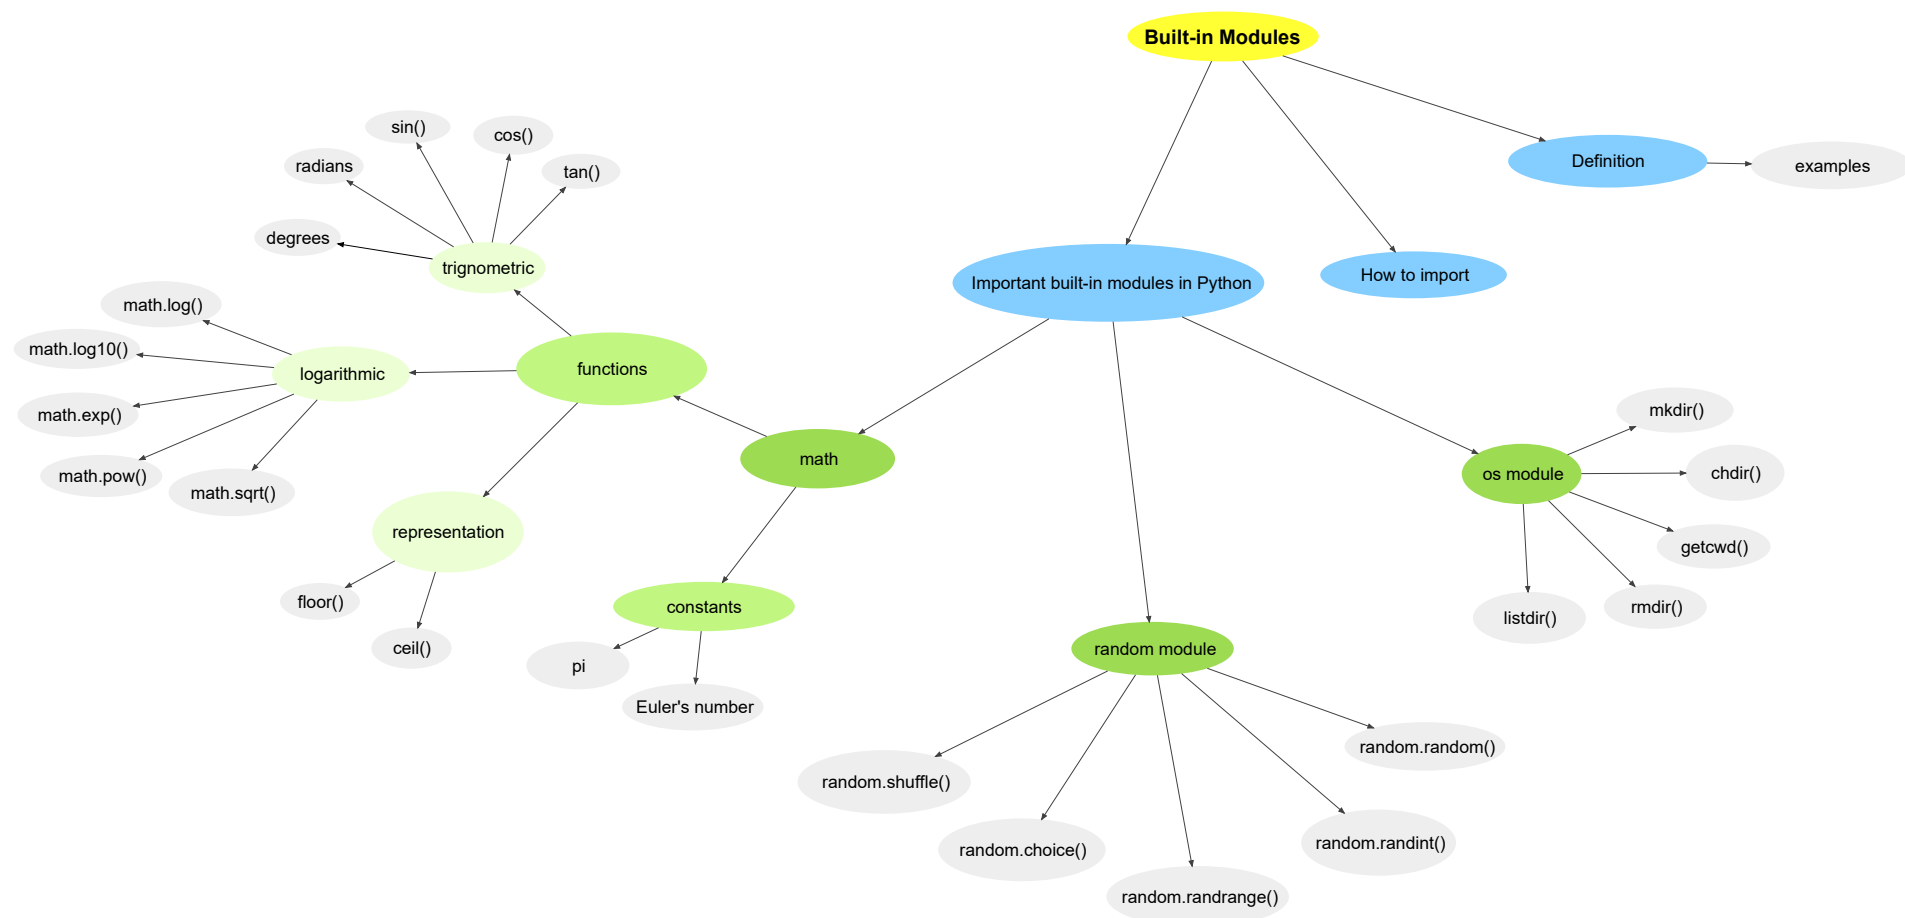 Built-in Modules
sin()
cos()
radians
tan()
Definition
examples
degrees
trignometric
How to import
Important built-in modules in Python
math.log()
math.log10()
logarithmic
functions
math.exp()
mkdir()
math
math.pow()
os module
chdir()
math.sqrt()
representation
getcwd()
floor()
constants
rmdir()
listdir()
ceil()
random module
pi
Euler's number
random.random()
random.shuffle()
random.randint()
random.choice()
random.randrange()